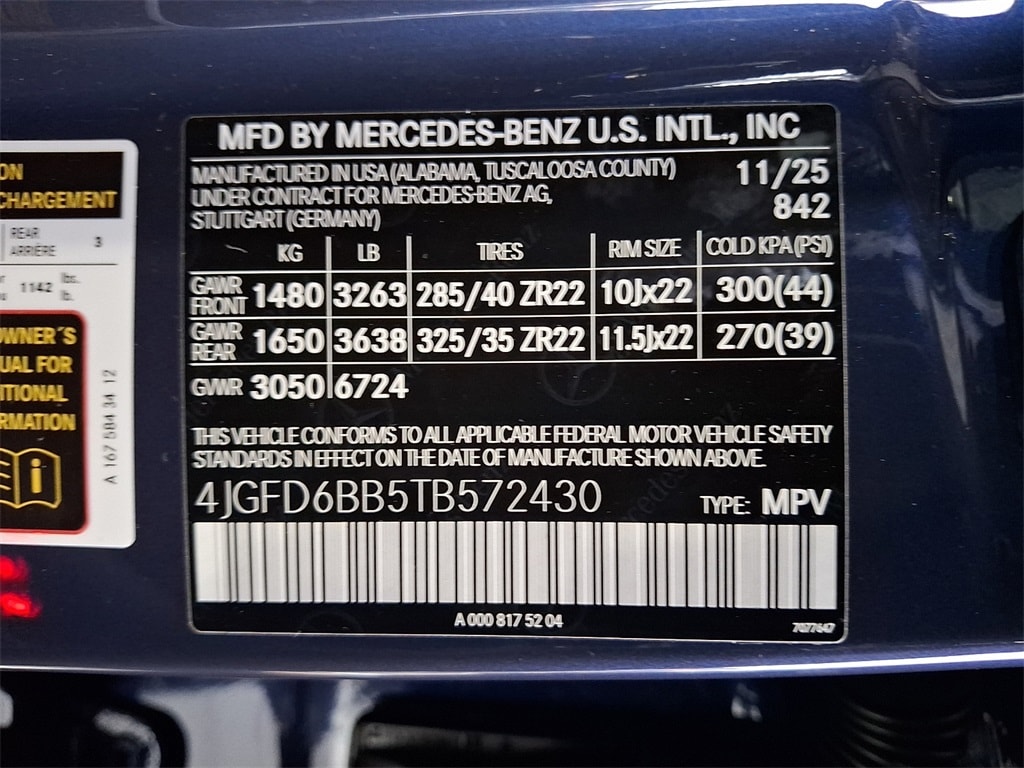 MFD BY MERCEDES-BENZ U.S. INTL., INC
MANUFACTURED IN USA (ALABAMA, TUSCALOOSA COUNTY) 11/25
UNDER CONTRACT FOR MERCEDES-BENZ AG, 842
STUTTGART (GERMANY)
KG LB TIRES RIM SIZE COLD KPA (PSI)
GAWR FRONT 1480 3263 285/40 ZR22 10Jx22 300(44)
GAWR REAR 1650 3638 325/35 ZR22 11.5Jx22 270(39)
GVWR 3050 6724
THIS VEHICLE CONFORMS TO ALL APPLICABLE FEDERAL MOTOR VEHICLE SAFETY
STANDARDS IN EFFECT ON THE DATE OF MANUFACTURE SHOWN ABOVE.
4JGFD6BB5TB572430 TYPE: MPV
A 000 817 52 04
7077647
CHARGEMENT
REAR
ARRIÈRE 3
1142 lbs.
lb.
OWNER´S
FOR
i
A 167 584 34 12